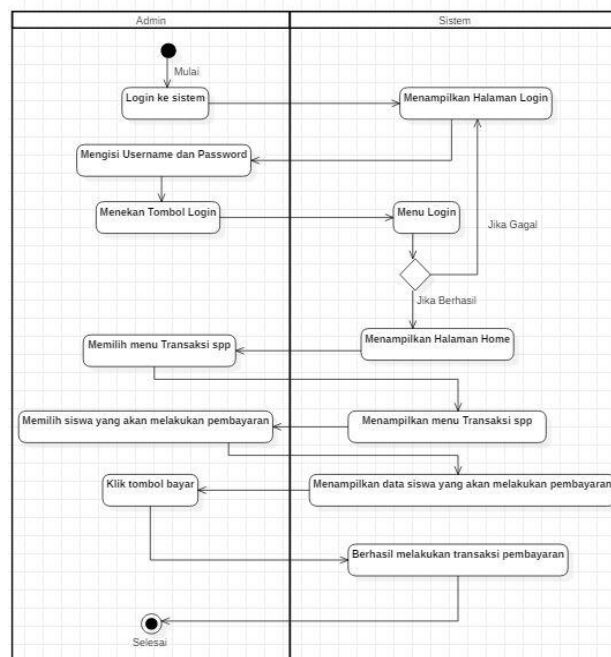 Admin
Sistem
Mulai
Login ke sistem
Menampilkan Halaman Login
Mengisi Username dan Password
Menekan Tombol Login
Menu Login
Jika Gagal
Jika Berhasil
Menampilkan Halaman Home
Memilih menu Transaksi spp
Menampilkan menu Transaksi spp
Memilih siswa yang akan melakukan pembayaran
Menampilkan data siswa yang akan melakukan pembayaran
Klik tombol bayar
Berhasil melakukan transaksi pembayaran
Selesai